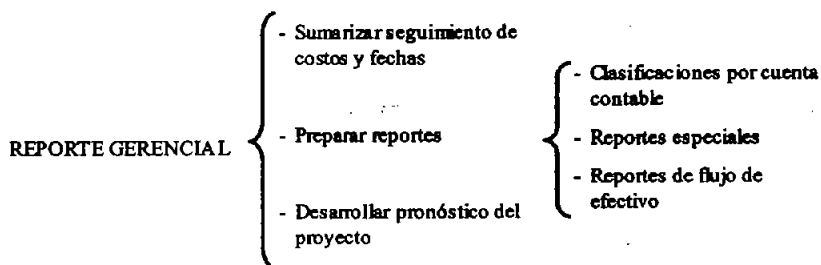 REPORTE GERENCIAL
- Sumarizar seguimiento de
costos y fechas
- Preparar reportes
- Desarrollar pronóstico del
proyecto
- Clasificaciones por cuenta
contable
- Reportes especiales
- Reportes de flujo de
efectivo